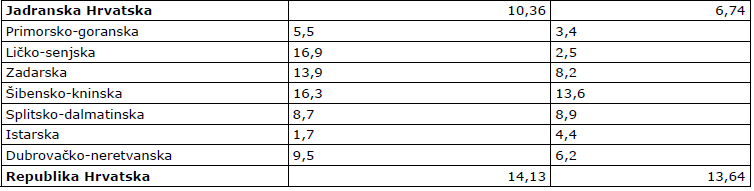 Jadranska Hrvatska 10,36 6,74
Primorsko-goranska 5,5 3,4
Ličko-senjska 16,9 2,5
Zadarska 13,9 8,2
Šibensko-kninska 16,3 13,6
Splitsko-dalmatinska 8,7 8,9
Istarska 1,7 4,4
Dubrovačko-neretvanska 9,5 6,2
Republika Hrvatska 14,13 13,64